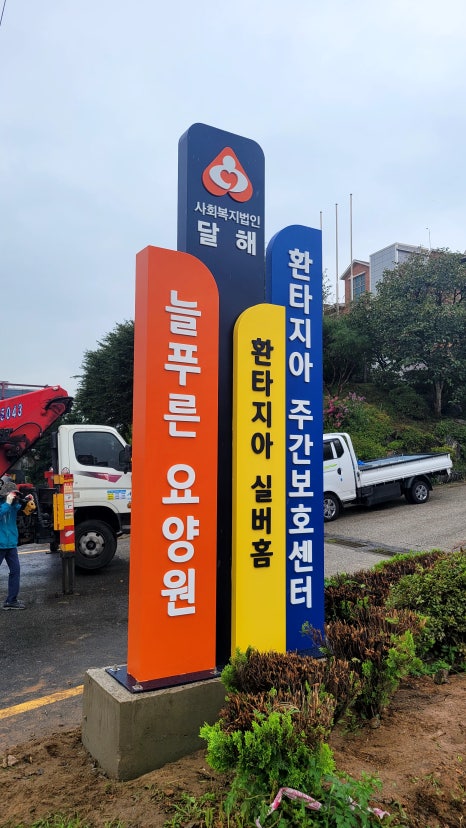 사회복지법인
달해
늘푸른 요양원
환타지아 실버홈
환타지아 주간보호센터
5043